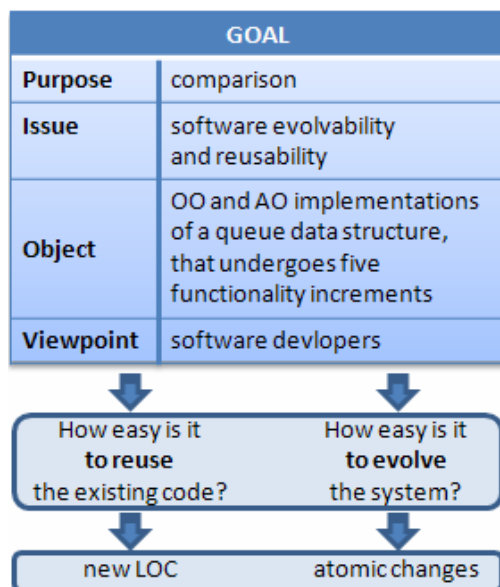 GOAL
Purpose comparison
Issue software evolvability
and reusability
Object OO and AO implementations
of a queue data structure,
that undergoes five
functionality increments
Viewpoint software devlopers
How easy is it How easy is it
to reuse to evolve
the existing code? the system?
new LOC atomic changes